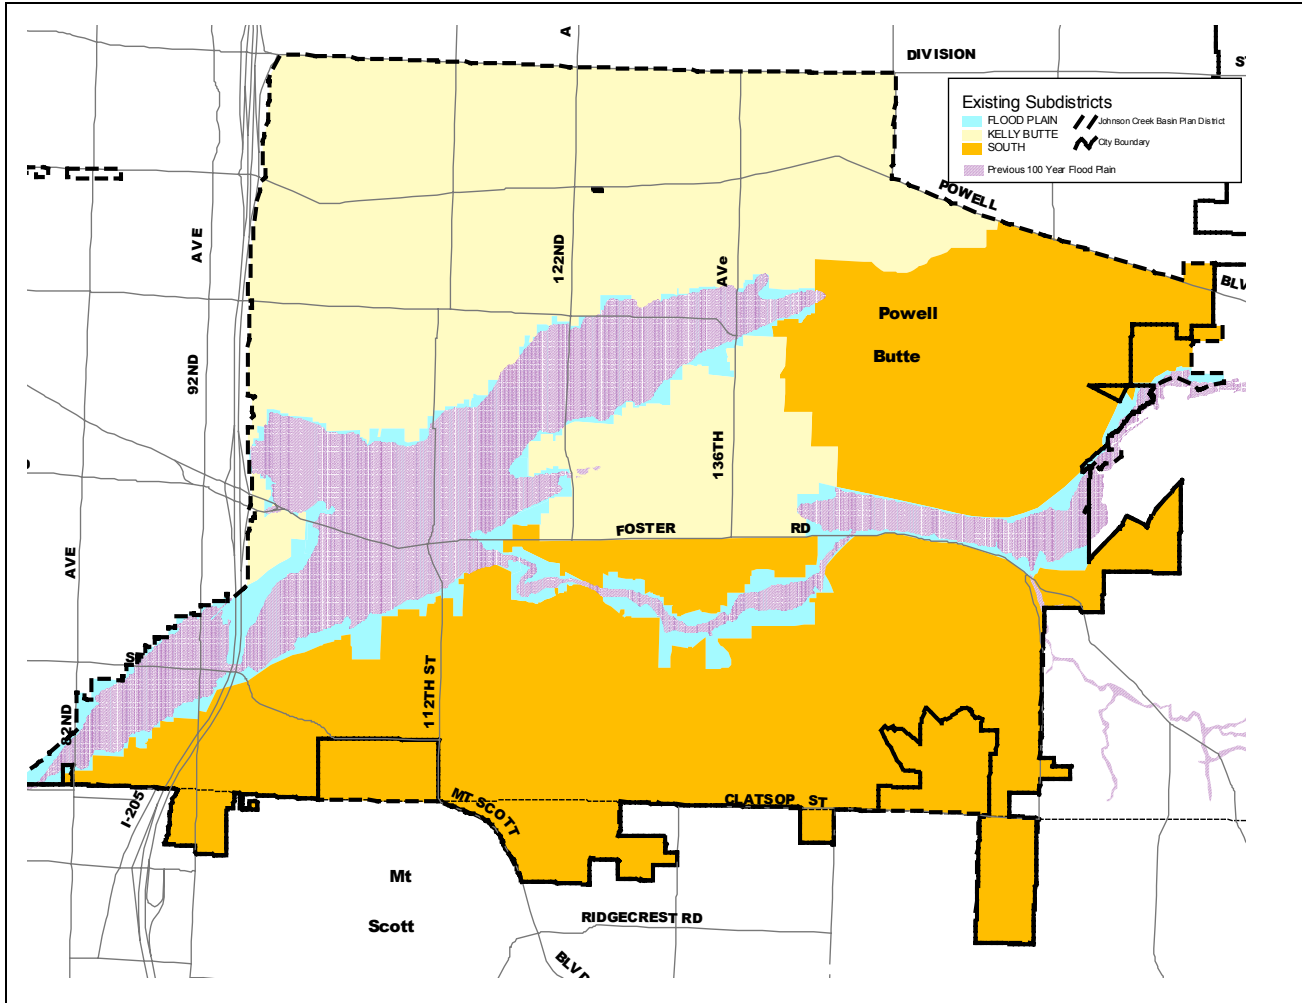 A
DIVISION
S
Existing Subdistricts
FLOOD PLAIN
KELLY BUTTE
SOUTH
Previous 100 Year Flood Plain
Johnson Creek Basin Plan District
City Boundary
POWELL
BLV
AVE
122ND
AVe
Powell
Butte
92ND
136TH
FOSTER
RD
AVE
S
82ND
112TH ST
I-205
MT SCOTT
CLATSOP ST
Mt
Scott
RIDGECREST RD
BLVD